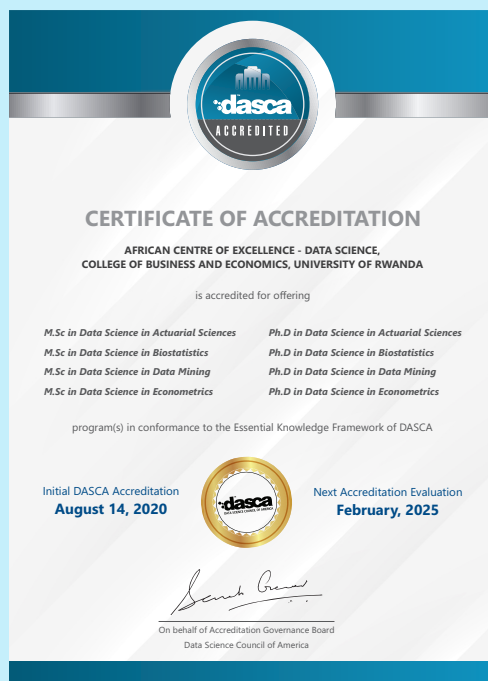 dasca
ACCREDITED
CERTIFICATE OF ACCREDITATION
AFRICAN CENTRE OF EXCELLENCE - DATA SCIENCE,
COLLEGE OF BUSINESS AND ECONOMICS, UNIVERSITY OF RWANDA
is accredited for offering
M.Sc in Data Science in Actuarial Sciences
M.Sc in Data Science in Biostatistics
M.Sc in Data Science in Data Mining
M.Sc in Data Science in Econometrics
Ph.D in Data Science in Actuarial Sciences
Ph.D in Data Science in Biostatistics
Ph.D in Data Science in Data Mining
Ph.D in Data Science in Econometrics
program(s) in conformance to the Essential Knowledge Framework of DASCA
Initial DASCA Accreditation
August 14, 2020
dasca
DATA SCIENCE COUNCIL OF AMERICA
Next Accreditation Evaluation
February, 2025
On behalf of Accreditation Governance Board
Data Science Council of America